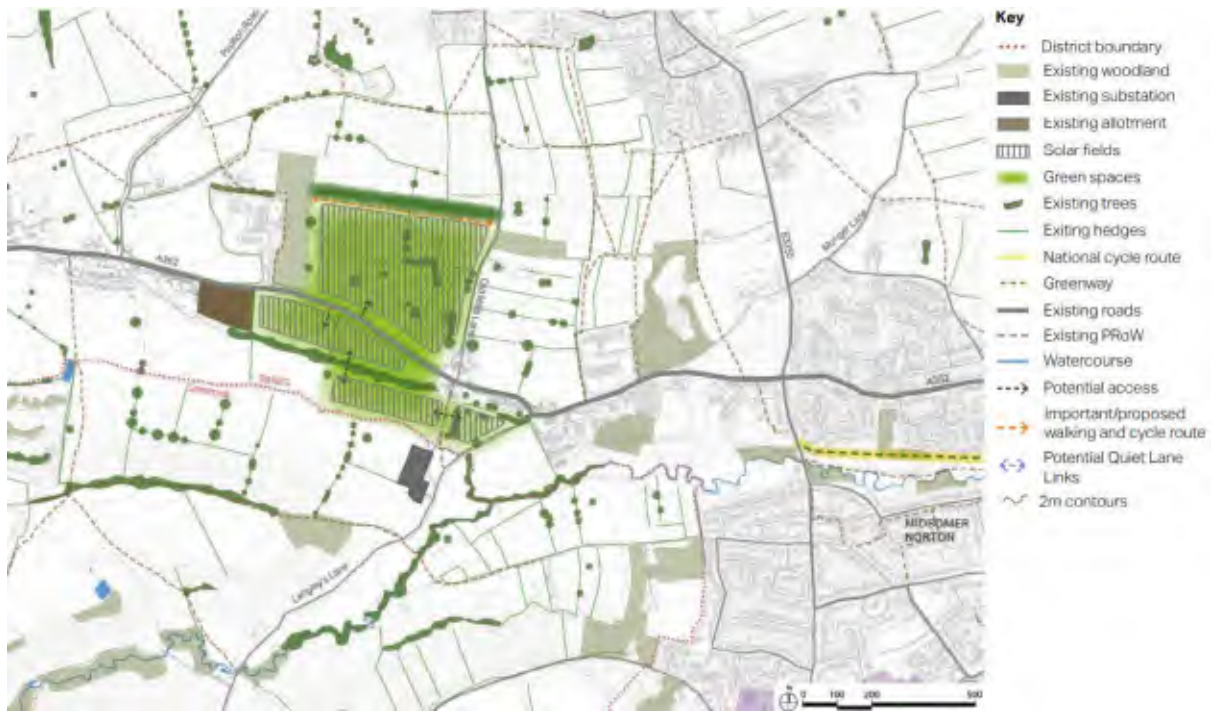 Key
District boundary
Existing woodland
Existing substation
Existing allotment
Solar fields
Green spaces
Existing trees
Exiting hedges
National cycle route
Greenway
Existing roads
Existing PRoW
Watercourse
Potential access
Important/proposed
walking and cycle route
Potential Quiet Lane
Links
2m contours
A362
A362
Langley's Lane
MIDSOMER
NORTON
N
0
100
200
500